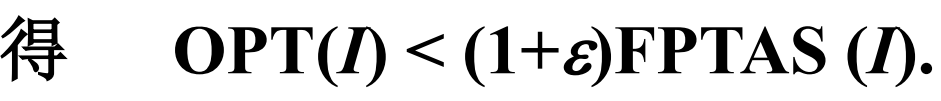 得 OPT(I) < (1+ε)FPTAS (I).